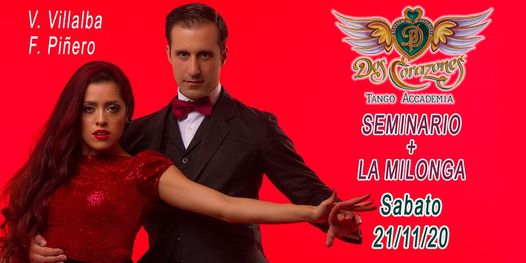 V. Villalba
F. Piñero
Dos Corazones
TANGO ACCADEMIA
SEMINARIO
+
LA MILONGA
Sabato
21/11/20